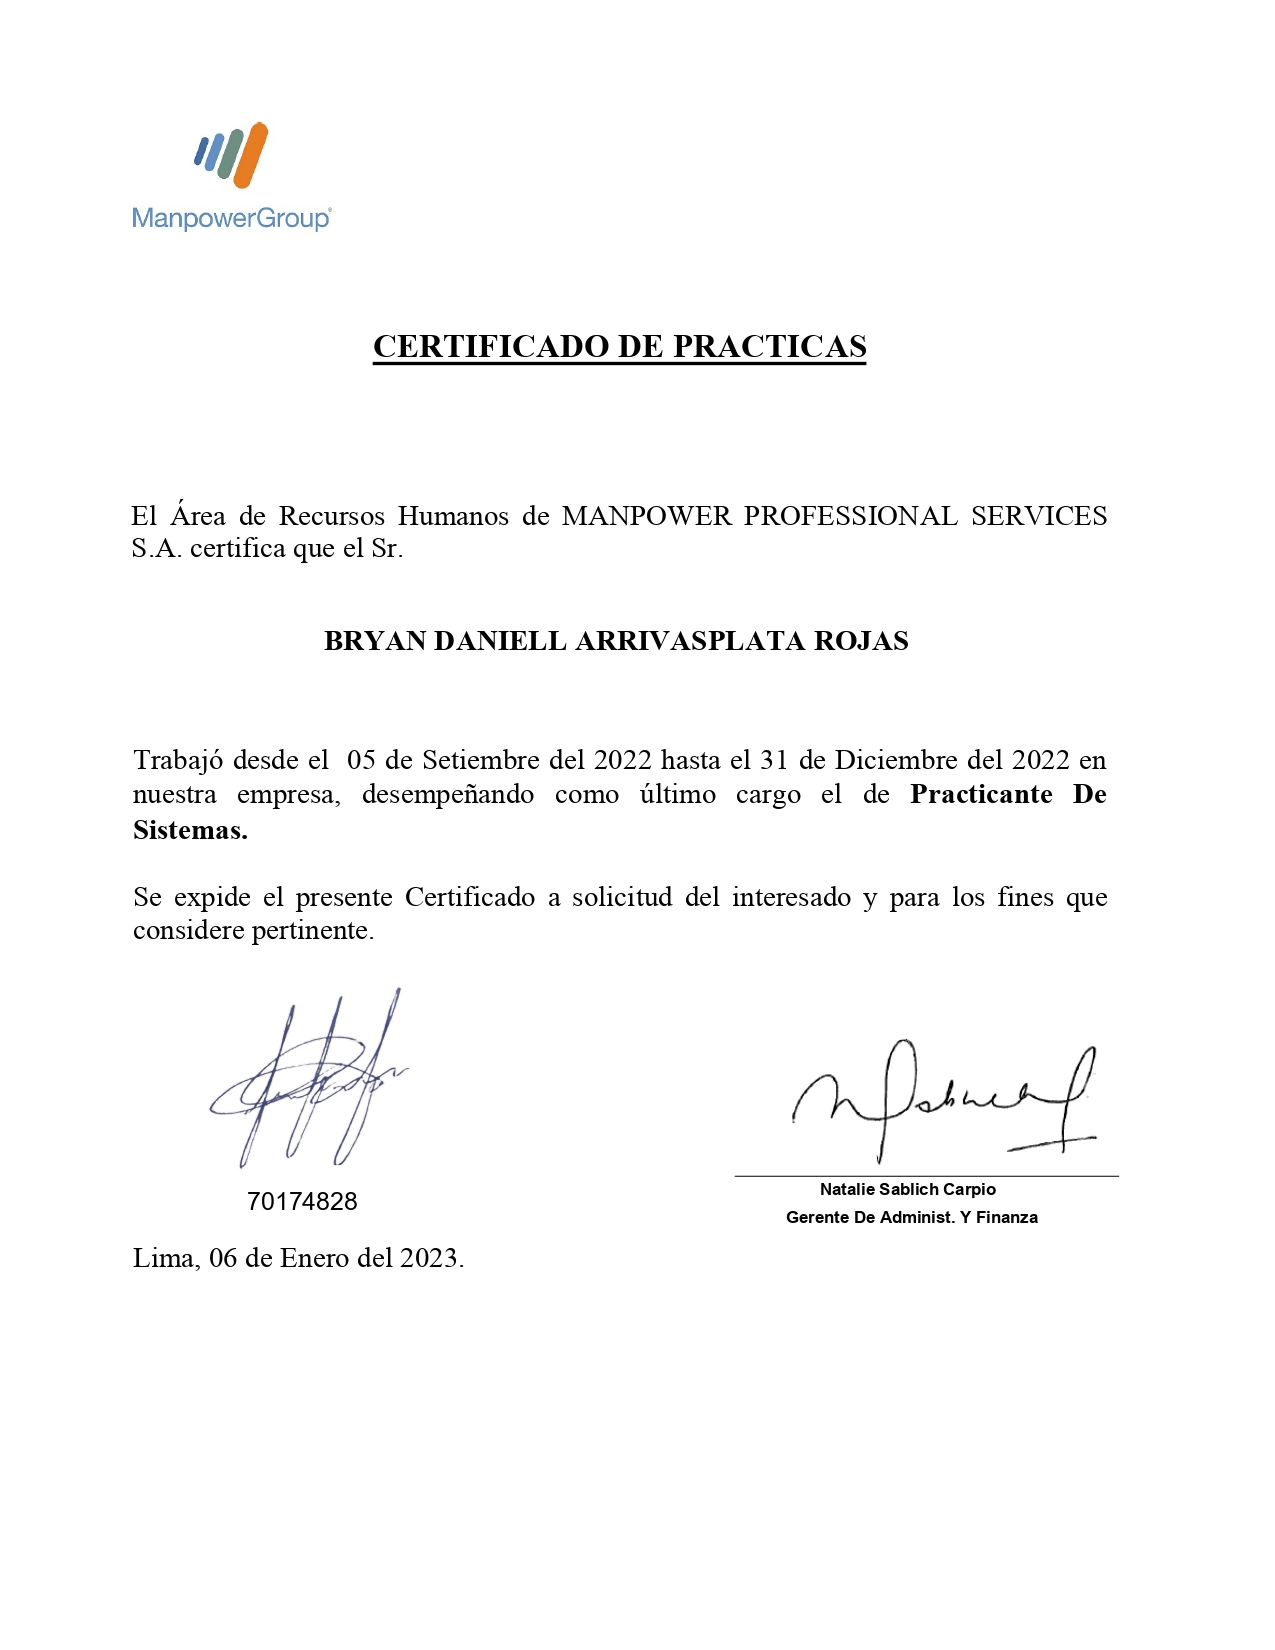 ManpowerGroup®
CERTIFICADO DE PRACTICAS
El Área de Recursos Humanos de MANPOWER PROFESSIONAL SERVICES
S.A. certifica que el Sr.
BRYAN DANIELL ARRIVASPLATA ROJAS
Trabajó desde el 05 de Setiembre del 2022 hasta el 31 de Diciembre del 2022 en
nuestra empresa, desempeñando como último cargo el de Practicante De
Sistemas.
Se expide el presente Certificado a solicitud del interesado y para los fines que
considere pertinente.
70174828
Natalie Sablich Carpio
Gerente De Administ. Y Finanza
Lima, 06 de Enero del 2023.